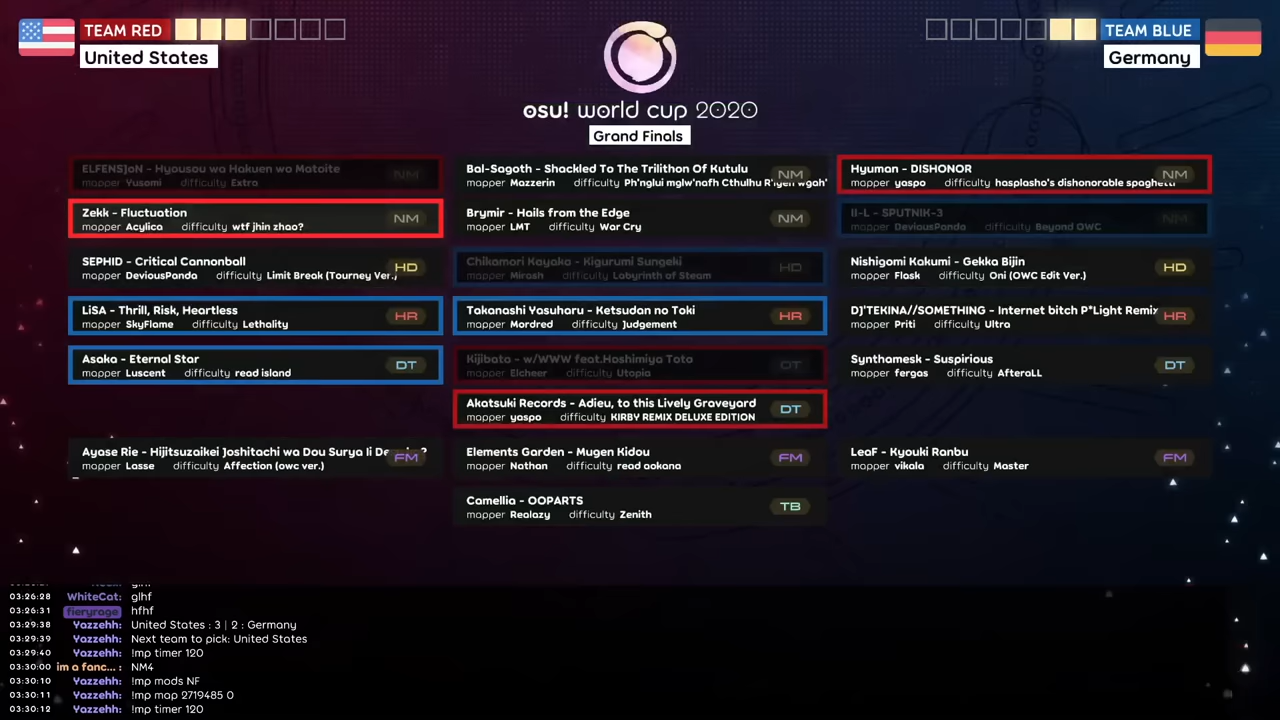 TEAM RED
United States
TEAM BLUE
Germany
osu! world cup 2020
Grand Finals
ELFENSJoN - Hyousou wa Hakuen wo Matoite NM
mapper Yusomi difficulty Extra
Bal-Sagoth - Shackled To The Trilithon Of Kutulu NM
mapper Mazzerin difficulty Ph'nglui mglw'nafh Cthulhu R'lyeh wgah'
Hyuman - DISHONOR NM
mapper yaspo difficulty hasplasho's dishonorable spaghetti
Zekk - Fluctuation NM
mapper Acylica difficulty wtf jhin zhao?
Brymir - Hails from the Edge NM
mapper LMT difficulty War Cry
II-L - SPUTNIK-3 NM
mapper DeviousPanda difficulty Beyond OWC
SEPHID - Critical Cannonball HD
mapper DeviousPanda difficulty Limit Break (Tourney Ver.)
Chikamori Kayako - Kigurumi Sungeki HD
mapper Mirash difficulty Labyrinth of Steam
Nishigomi Kakumi - Gekka Bijin HD
mapper Flask difficulty Oni (OWC Edit Ver.)
LiSA - Thrill, Risk, Heartless HR
mapper SkyFlame difficulty Lethality
Takanashi Yasuharu - Ketsudan no Toki HR
mapper Mordred difficulty Judgement
DJ'TEKINA//SOMETHING - Internet bitch P*Light Remix HR
mapper Priti difficulty Ultra
Asaka - Eternal Star DT
mapper Luscent difficulty read island
Kijibato - w/WWW feat.Hoshimiya Toto DT
mapper Elcheer difficulty Utopia
Synthamesk - Suspirious DT
mapper fergas difficulty AfteraLL
Akatsuki Records - Adieu, to this Lively Graveyard DT
mapper yaspo difficulty KIRBY REMIX DELUXE EDITION
Ayase Rie - Hijitsuzaikei Joshitachi wa Dou Surya Ii FM
mapper Lasse difficulty Affection (owc ver.)
Elements Garden - Mugen Kidou FM
mapper Nathan difficulty read aokana
LeaF - Kyouki Ranbu FM
mapper vikala difficulty Master
Camellia - OOPARTS TB
mapper Realazy difficulty Zenith
glhf
03:26:28 WhiteCat: glhf
03:26:31 fieryrage hfhf
03:29:38 Yazzehh: United States : 3 | 2 : Germany
03:29:39 Yazzehh: Next team to pick: United States
03:29:40 Yazzehh: !mp timer 120
03:30:00 im a fanc... : NM4
03:30:10 Yazzehh: !mp mods NF
03:30:11 Yazzehh: !mp map 2719485 0
03:30:12 Yazzehh: !mp timer 120